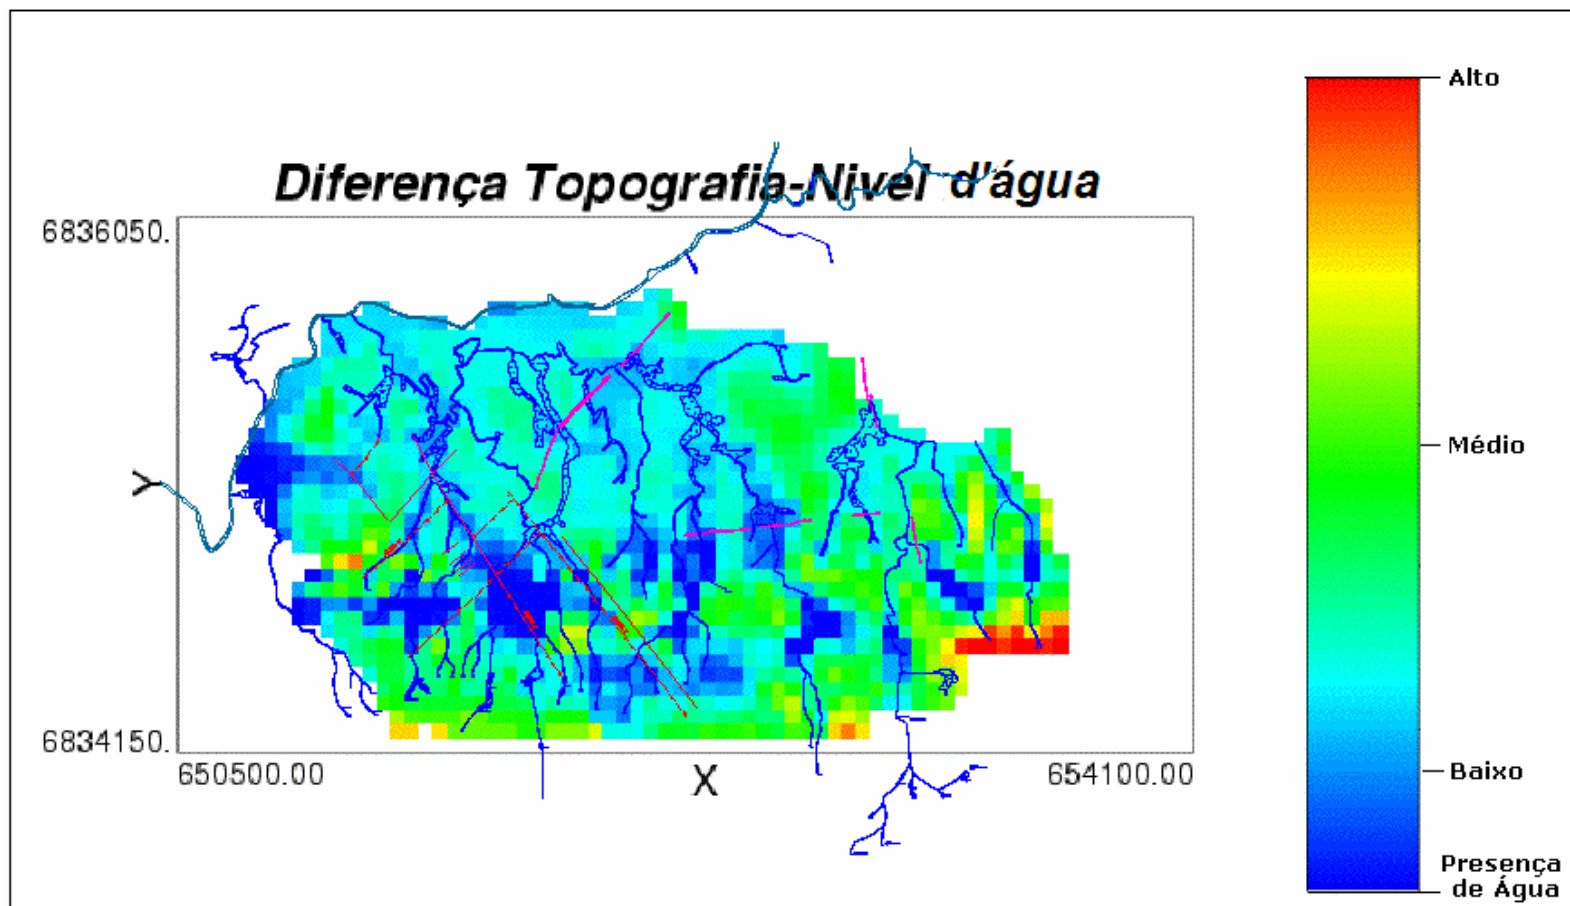 Alto
Diferença Topografia-Nivel d'água
6836050.
Médio
Y
6834150.
650500.00
X
654100.00
Baixo
Presença
de Água